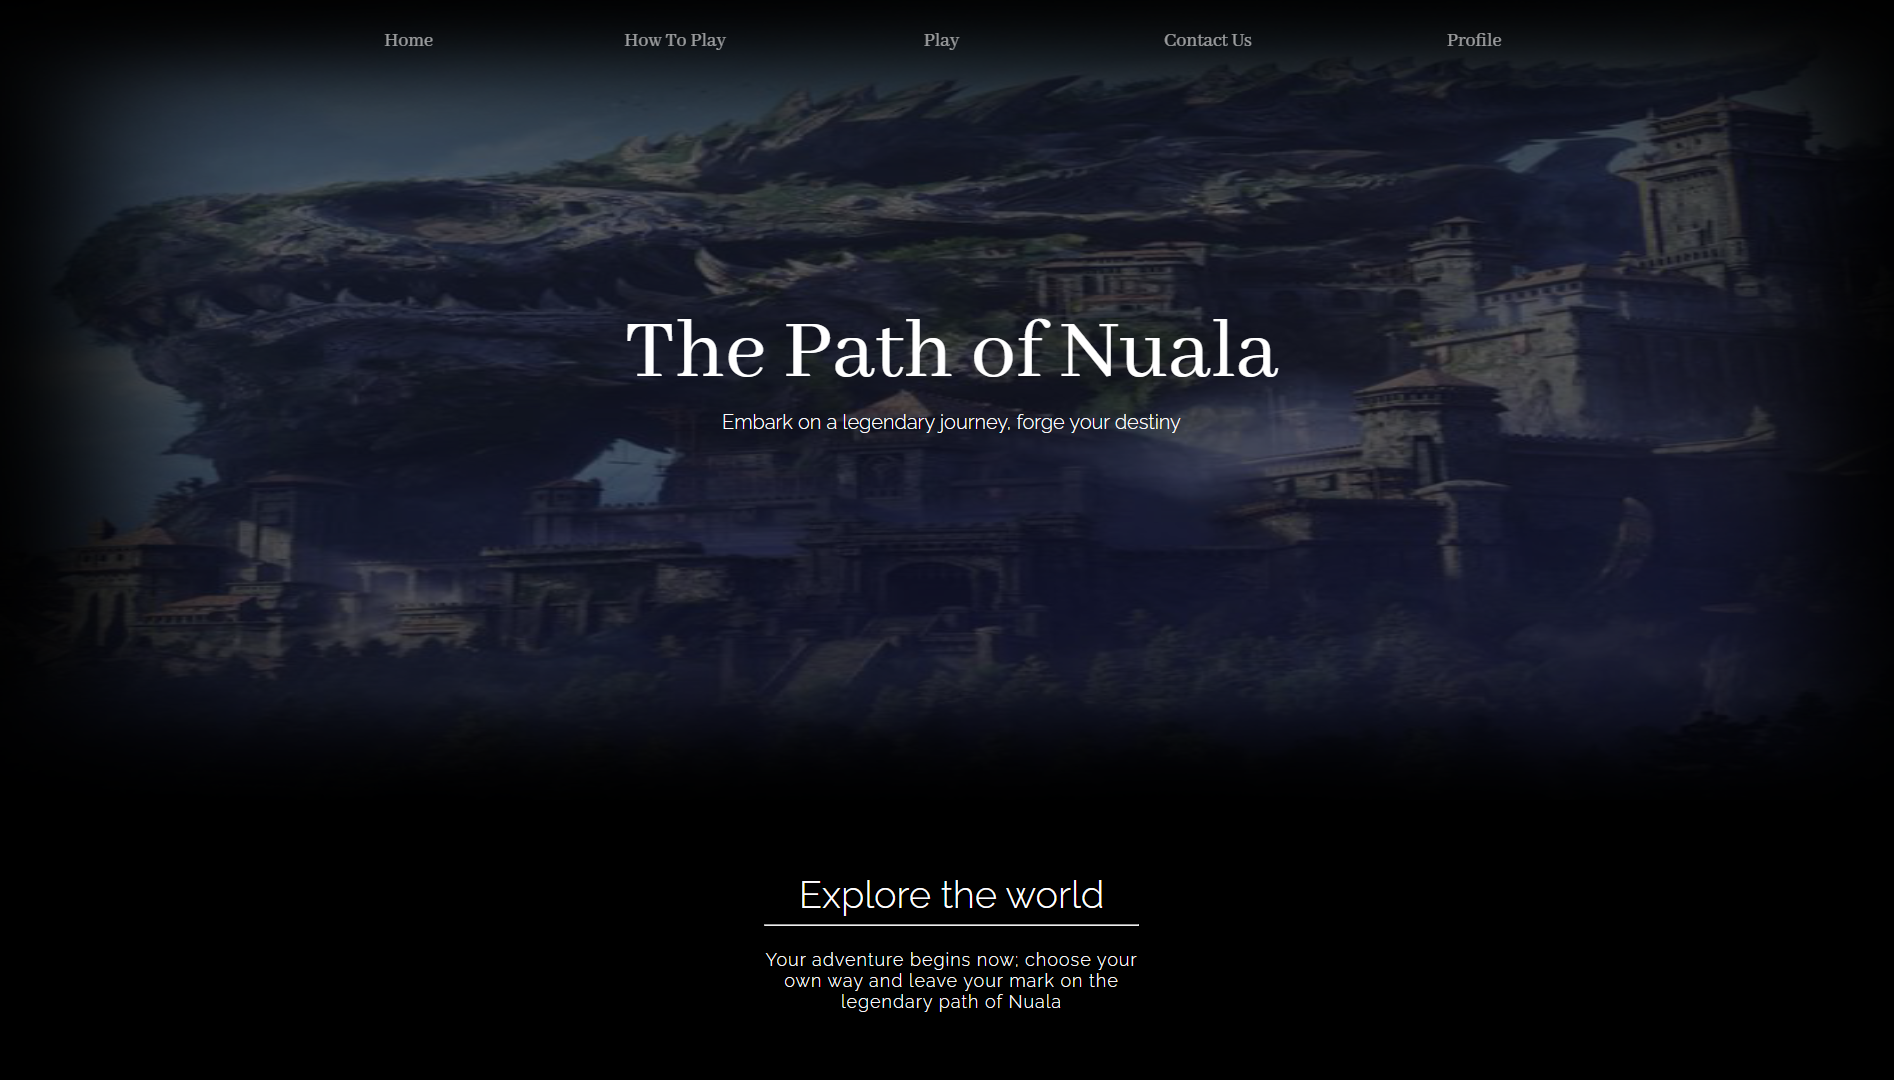 Home How To Play Play Contact Us Profile
The Path of Nuala
Embark on a legendary journey, forge your destiny
Explore the world
Your adventure begins now; choose your
own way and leave your mark on the
legendary path of Nuala